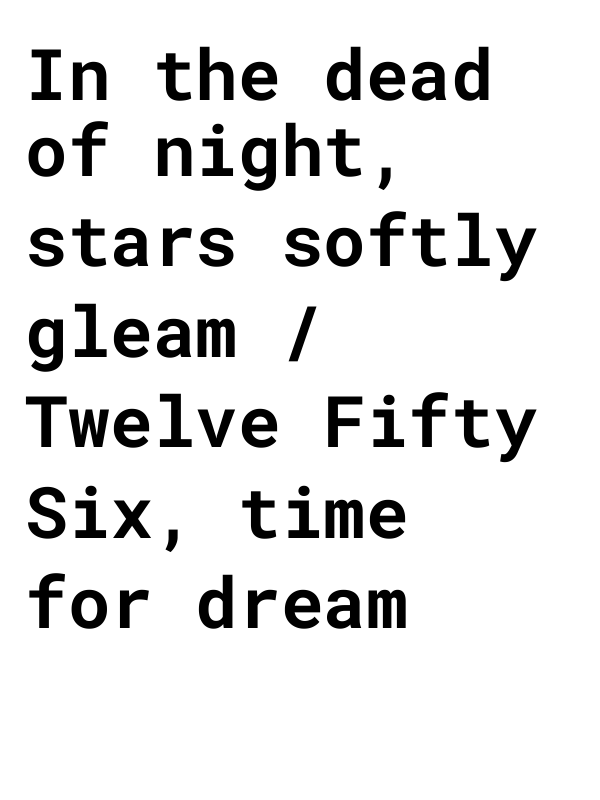 In the dead
of night,
stars softly
gleam /
Twelve Fifty
Six, time
for dream